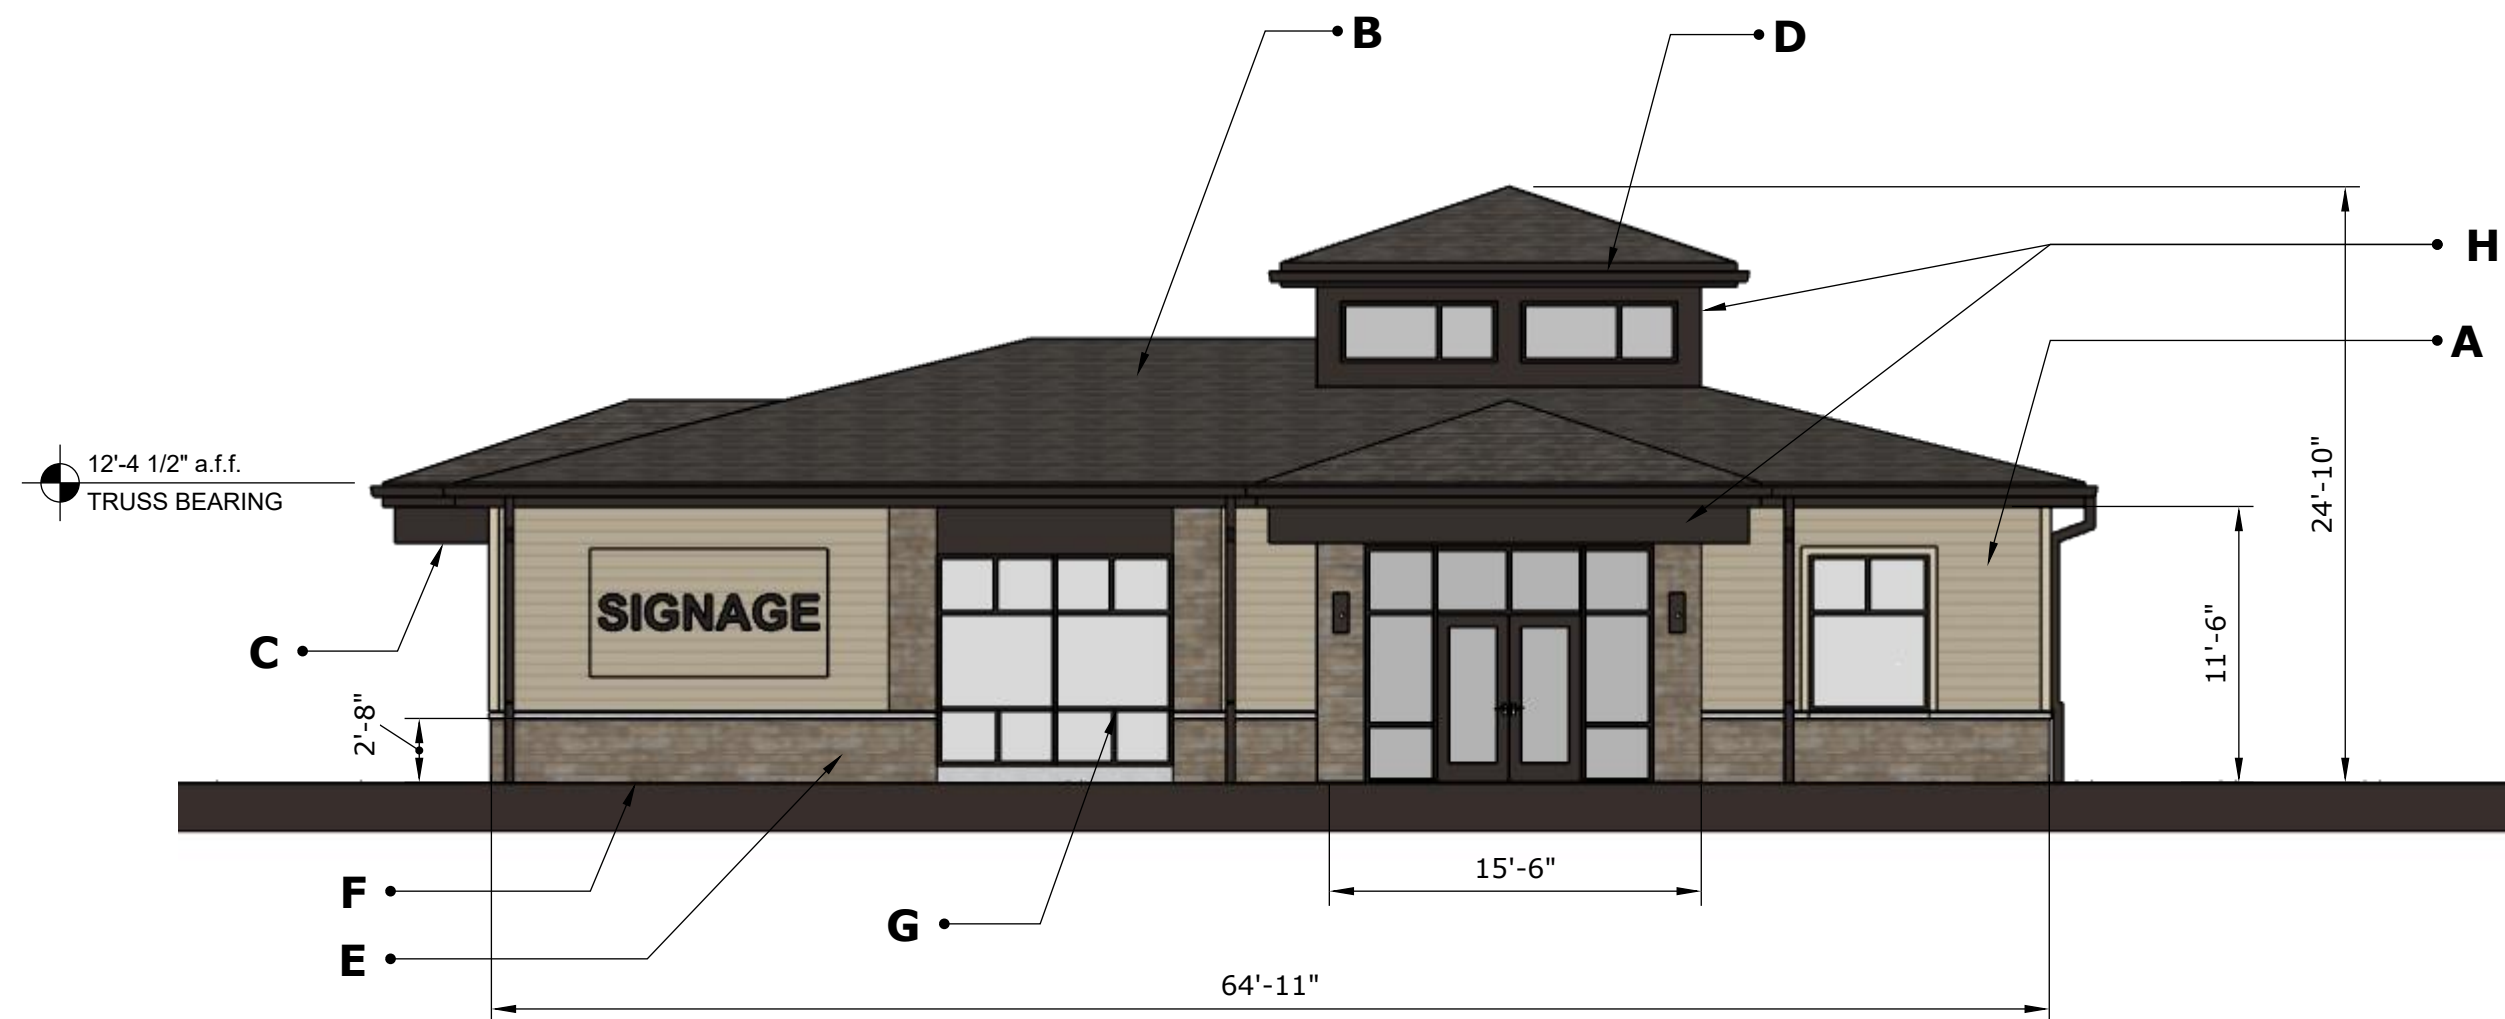 B
D
H
A
24'-10"
12'-4 1/2" a.f.f.
TRUSS BEARING
SIGNAGE
11'-6"
C
2'-8"
15'-6"
F
G
E
64'-11"